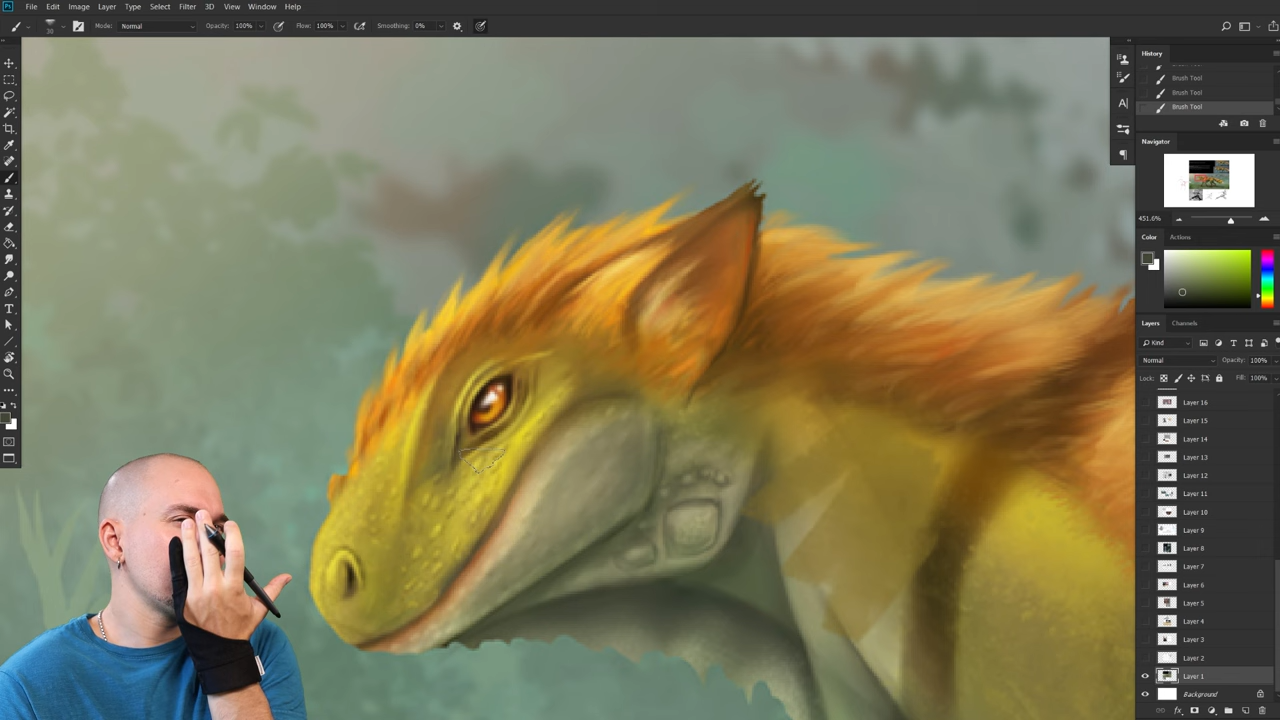 File Edit Image Layer Type Select Filter 3D View Window Help
30 Mode: Normal Opacity: 100% Flow: 100% Smoothing: 0%
History
Brush Tool
Brush Tool
Brush Tool
Navigator
451.6%
Color Actions
Layers Channels
Kind
Normal Opacity: 100%
Lock: Fill: 100%
Layer 16
Layer 15
Layer 14
Layer 13
Layer 12
Layer 11
Layer 10
Layer 9
Layer 8
Layer 7
Layer 6
Layer 5
Layer 4
Layer 3
Layer 2
Layer 1
Background